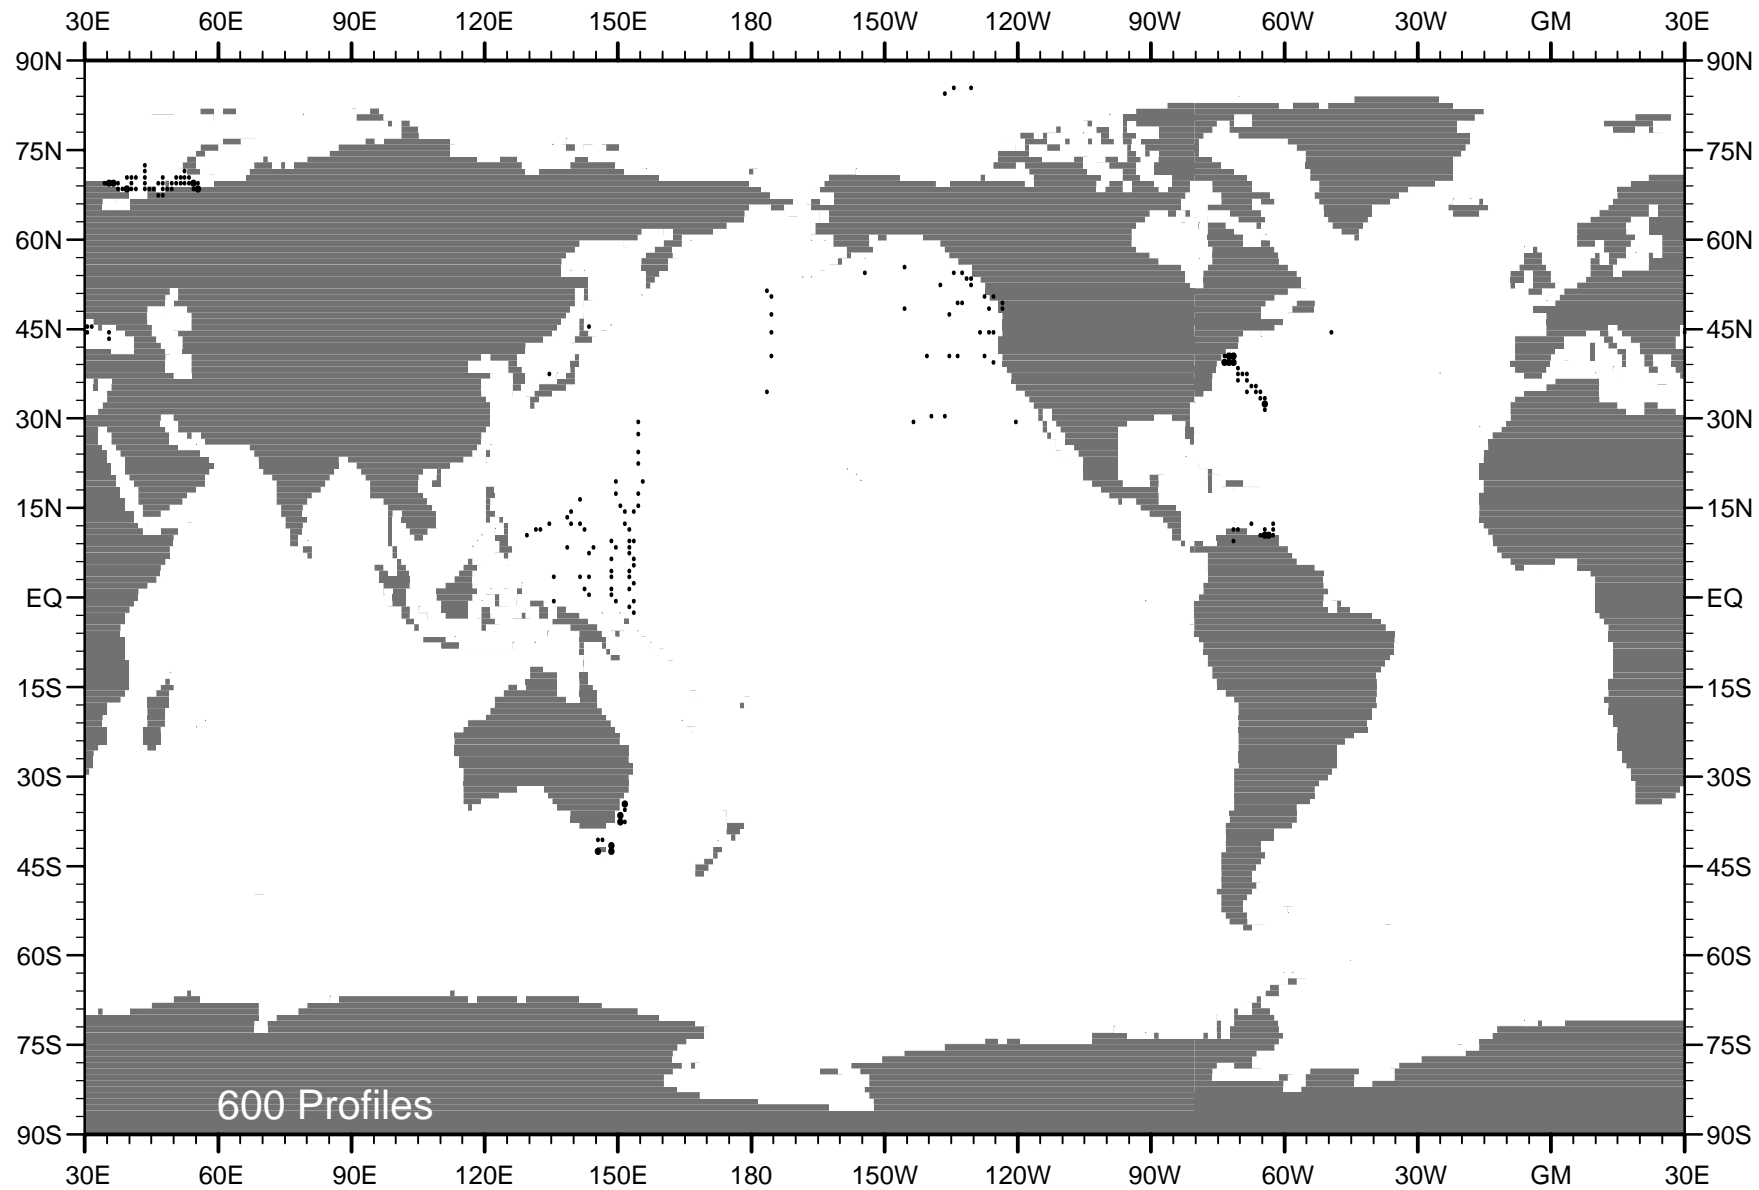 30E 60E 90E 120E 150E 180 150W 120W 90W 60W 30W GM 30E
90N 90N
75N 75N
60N 60N
45N 45N
30N 30N
15N 15N
EQ EQ
15S 15S
30S 30S
45S 45S
60S 60S
75S 75S
600 Profiles
90S 90S
30E 60E 90E 120E 150E 180 150W 120W 90W 60W 30W GM 30E